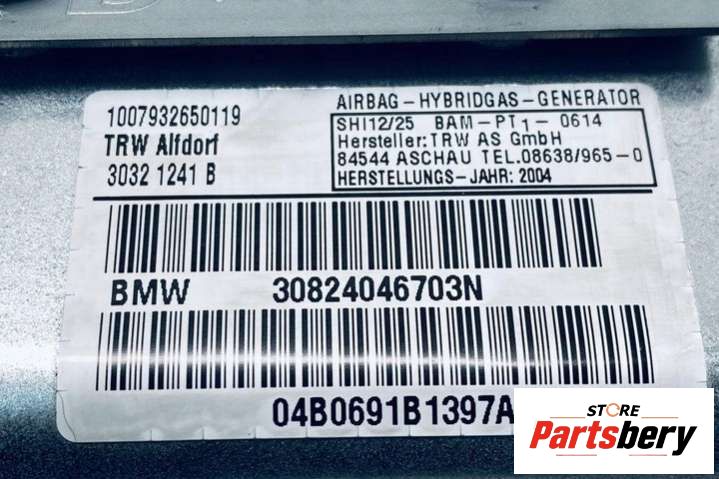 1007932650119
TRW Alfdorf
3032 1241 B
AIRBAG-HYBRIDGAS-GENERATOR
SHI12/25 BAM-PT1-0614
Hersteller: TRW AS GmbH
84544 ASCHAU TEL.08638/965-0
HERSTELLUNGS-JAHR: 2004
BMW 30824046703N
04B0691B1397A
STORE
Partsbery